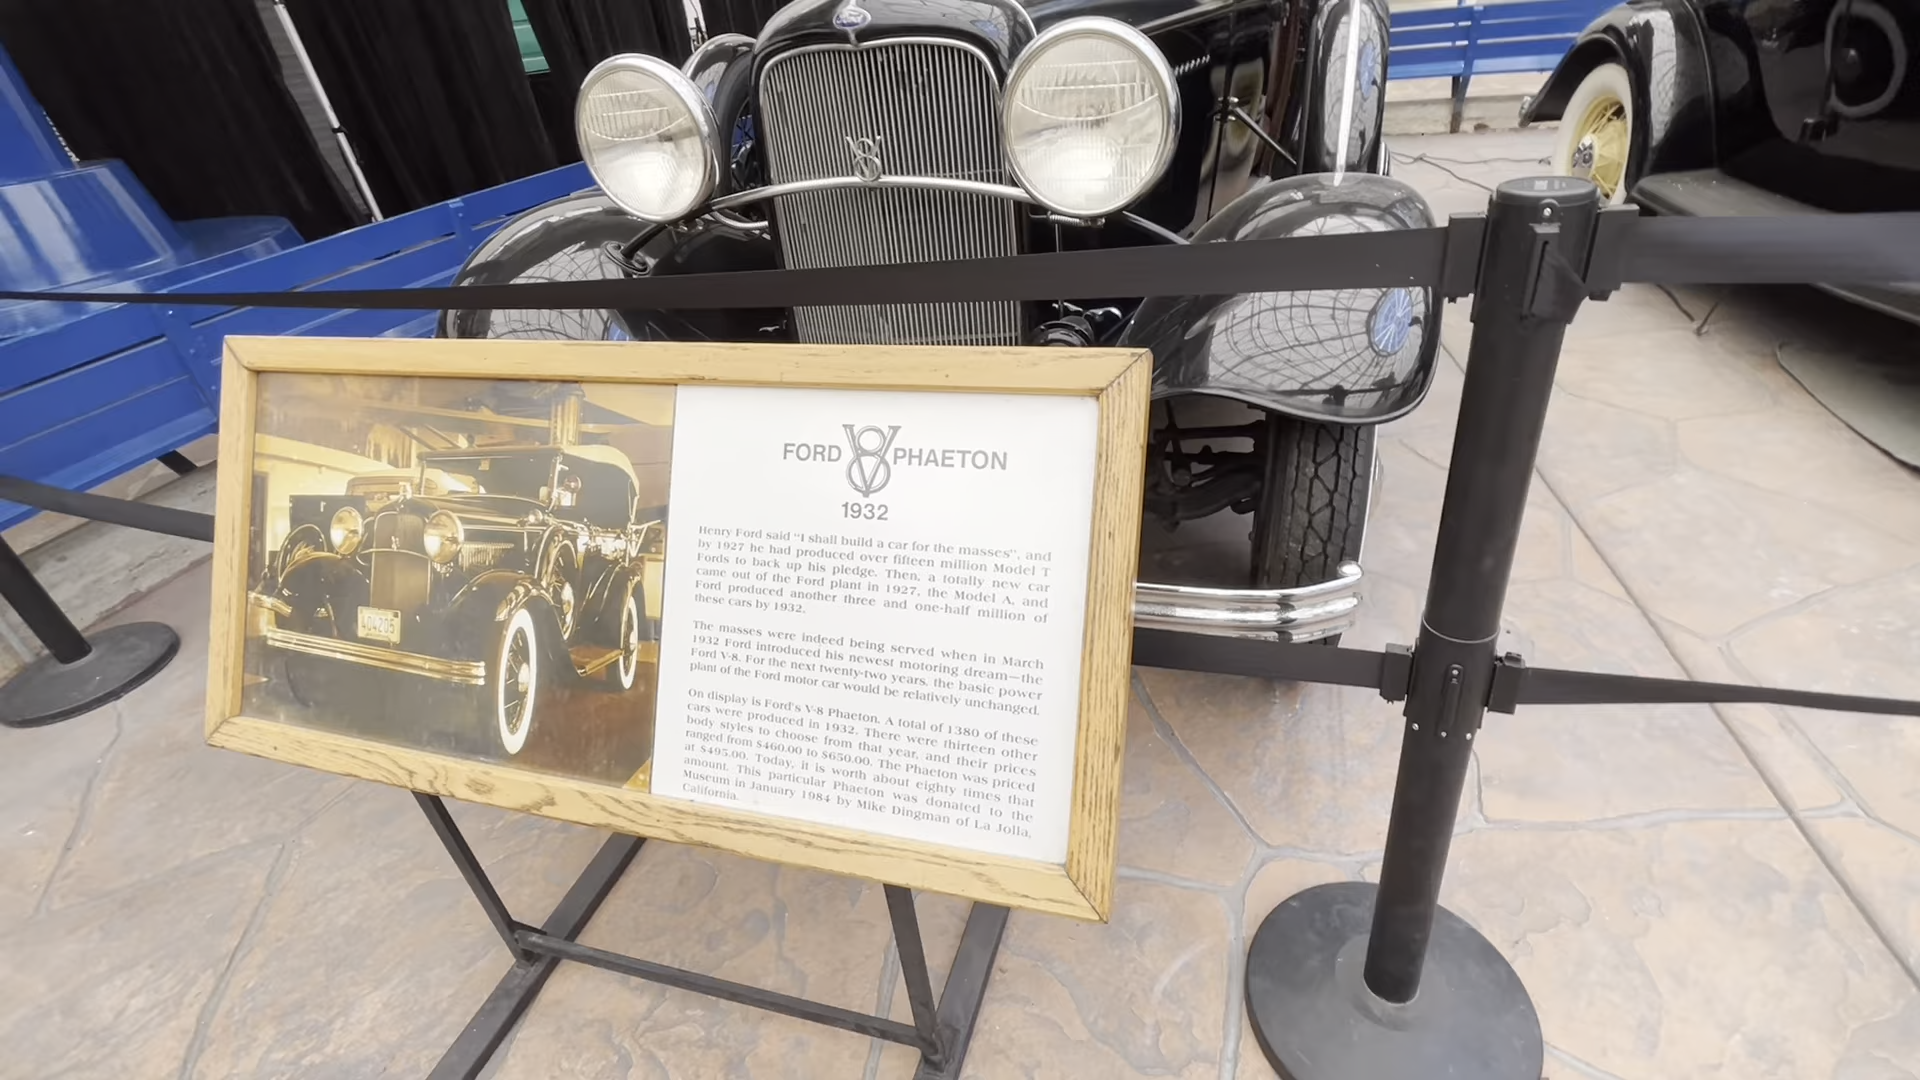 FORD V8 PHAETON
1932
Henry Ford said "I shall build a car for the masses", and
by 1927 he had produced over fifteen million Model T
Fords to back up his pledge. Then, a totally new car
came out of the Ford plant in 1927, the Model A, and
Ford produced another three and one-half million of
these cars by 1932.
The masses were indeed being served when in March
1932 Ford introduced his newest motoring dream—the
Ford V-8. For the next twenty-two years, the basic power
plant of the Ford motor car would be relatively unchanged.
On display is Ford's V-8 Phaeton. A total of 1380 of these
cars were produced in 1932. There were thirteen other
body styles to choose from that year, and their prices
ranged from $460.00 to $650.00. The Phaeton was priced
at $495.00. Today, it is worth about eighty times that
amount. This particular Phaeton was donated to the
Museum in January 1984 by Mike Dingman of La Jolla,
California.
V8